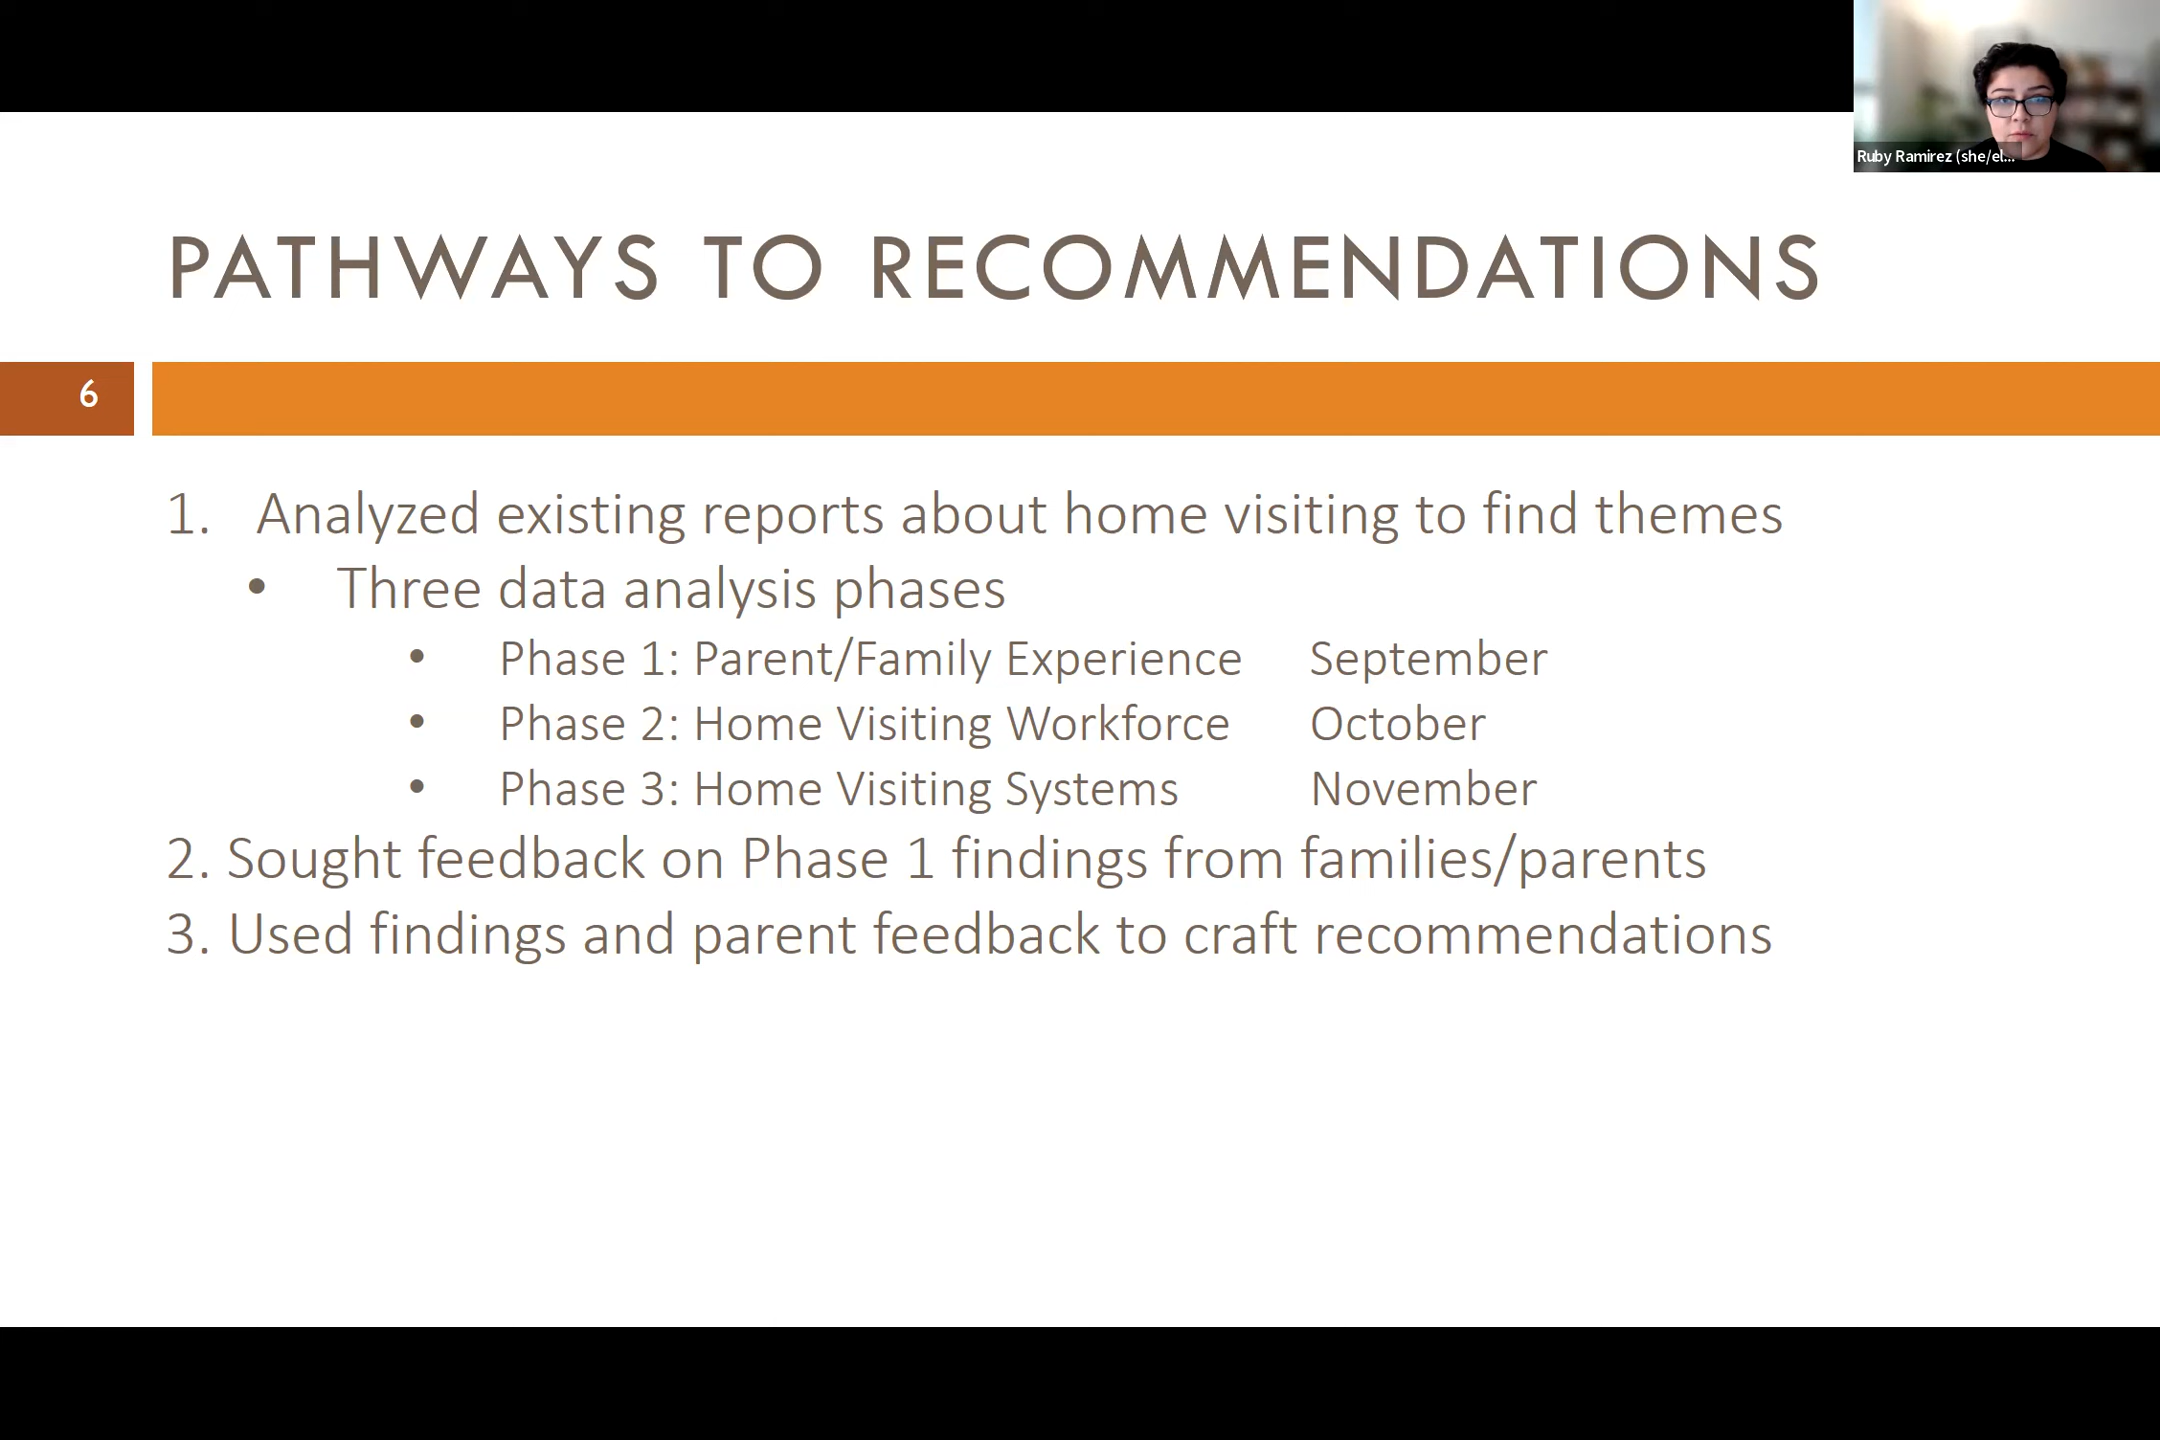 Ruby Ramirez (she/el...
PATHWAYS TO RECOMMENDATIONS
6
1. Analyzed existing reports about home visiting to find themes
• Three data analysis phases
• Phase 1: Parent/Family Experience September
• Phase 2: Home Visiting Workforce October
• Phase 3: Home Visiting Systems November
2. Sought feedback on Phase 1 findings from families/parents
3. Used findings and parent feedback to craft recommendations